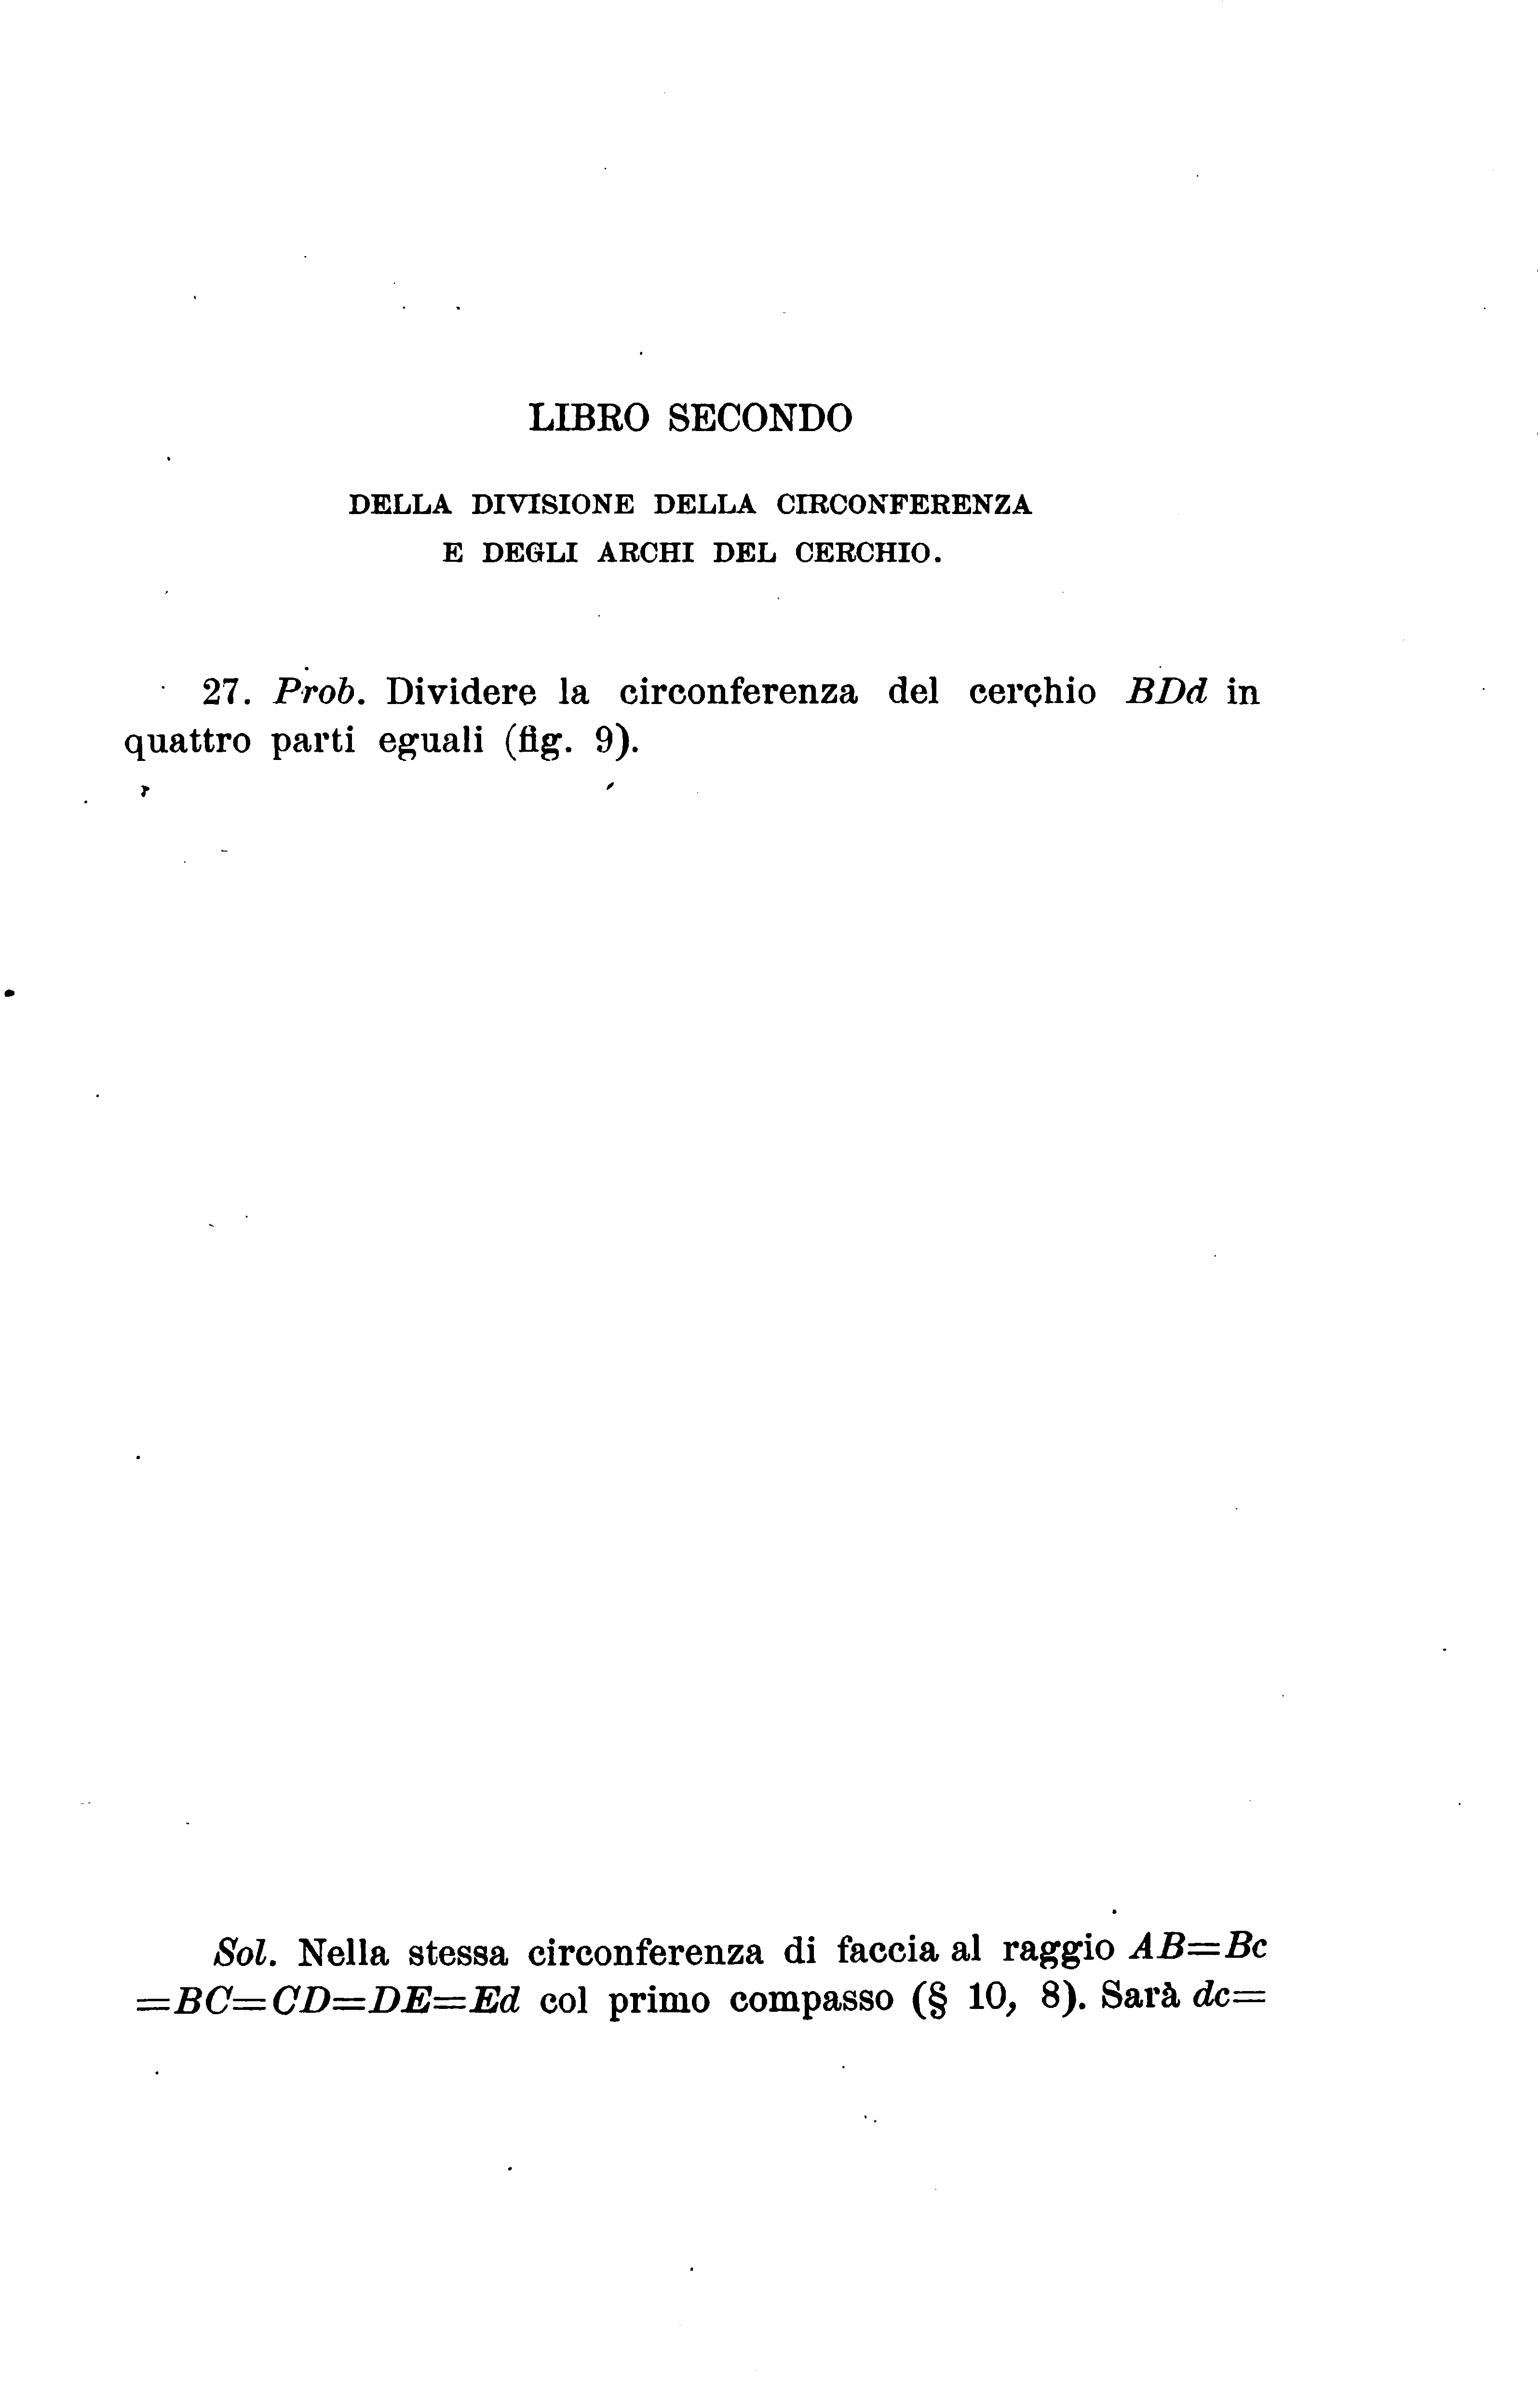 LIBRO SECONDO
DELLA DIVISIONE DELLA CIRCONFERENZA
E DEGLI ARCHI DEL CERCHIO.
27. Prob. Dividere la circonferenza del cerchio BDd in
quattro parti eguali (fig. 9).
Sol. Nella stessa circonferenza di faccia al raggio AB=Bc
=BC=CD=DE=Ed col primo compasso (§ 10, 8). Sarà dc=